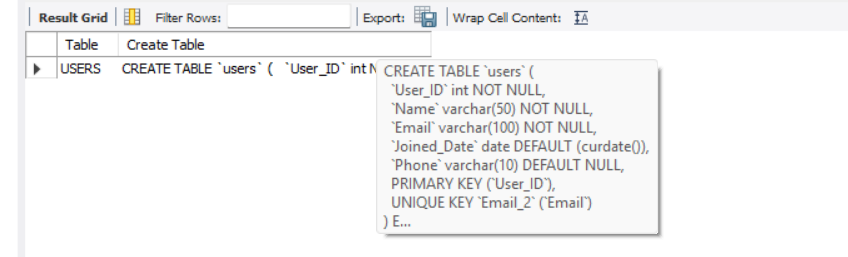 Result Grid Filter Rows: Export: Wrap Cell Content: IA
Table Create Table
USERS CREATE TABLE `users` ( `User_ID` int N
CREATE TABLE `users` (
`User_ID` int NOT NULL,
`Name` varchar(50) NOT NULL,
`Email` varchar(100) NOT NULL,
`Joined_Date` date DEFAULT (curdate()),
`Phone` varchar(10) DEFAULT NULL,
PRIMARY KEY (`User_ID`),
UNIQUE KEY `Email_2` (`Email`)
) E...